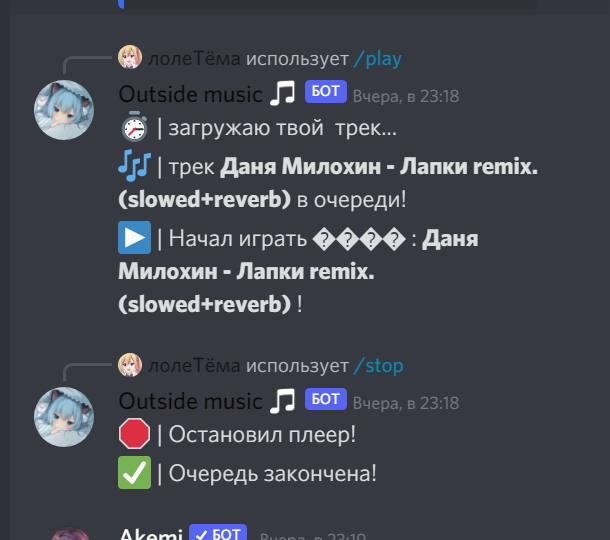 лолеТёма использует /play
Outside music 🎵 БОТ Вчера, в 23:18
⏱ | загружаю твой трек...
🎶 | трек Даня Милохин - Лапки remix.
(slowed+reverb) в очереди!
▶ | Начал играть ���� : Даня
Милохин - Лапки remix.
(slowed+reverb) !
лолеТёма использует /stop
Outside music 🎵 БОТ Вчера, в 23:18
🛑 | Остановил плеер!
✅ | Очередь закончена!
Akemi ✓ БОТ Вчера, в 23:19